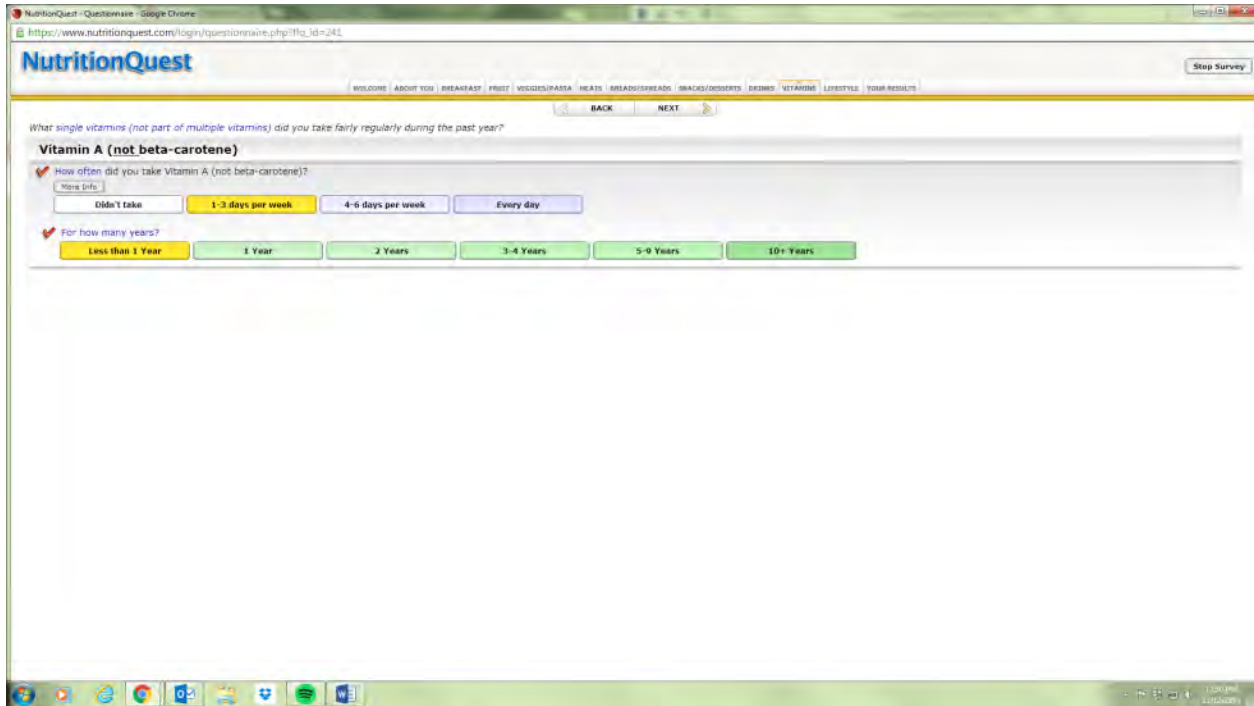 NutritionQuest - Questionnaire - Google Chrome
https://www.nutritionquest.com/login/questionnaire.php?ffq_id=241
NutritionQuest
Stop Survey
WELCOME ABOUT YOU BREAKFAST FRUIT VEGGIES/PASTA MEATS BREADS/SPREADS SNACKS/DESSERTS DRINKS VITAMINS LIFESTYLE YOUR RESULTS
BACK NEXT
What single vitamins (not part of multiple vitamins) did you take fairly regularly during the past year?
Vitamin A (not beta-carotene)
How often did you take Vitamin A (not beta-carotene)?
More Info
Didn't take 1-3 days per week 4-6 days per week Every day
For how many years?
Less than 1 Year 1 Year 2 Years 3-4 Years 5-9 Years 10+ Years